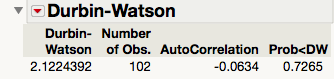 Durbin-Watson
Durbin- Number
Watson of Obs. AutoCorrelation Prob<DW
2.1224392 102 -0.0634 0.7265